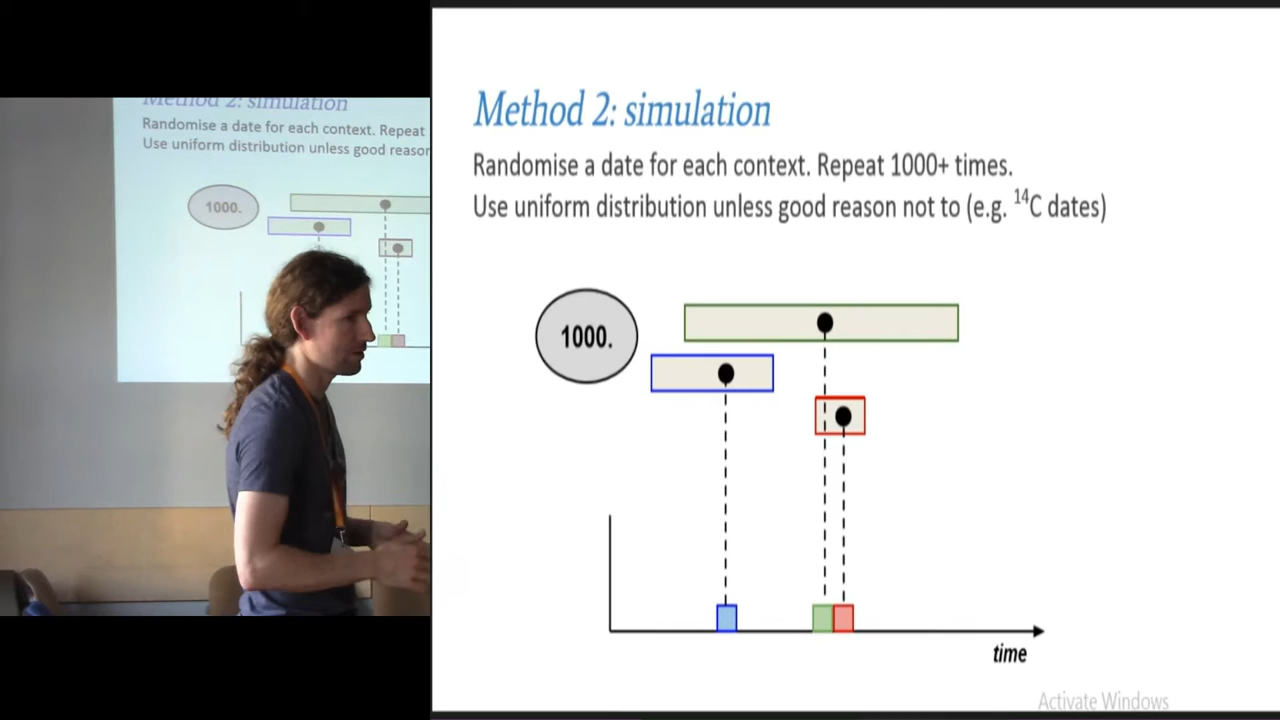 Method 2: simulation
Randomise a date for each context. Repeat
Use uniform distribution unless good reason
1000.
Method 2: simulation
Randomise a date for each context. Repeat 1000+ times.
Use uniform distribution unless good reason not to (e.g. ¹⁴C dates)
1000.
time
Activate Windows